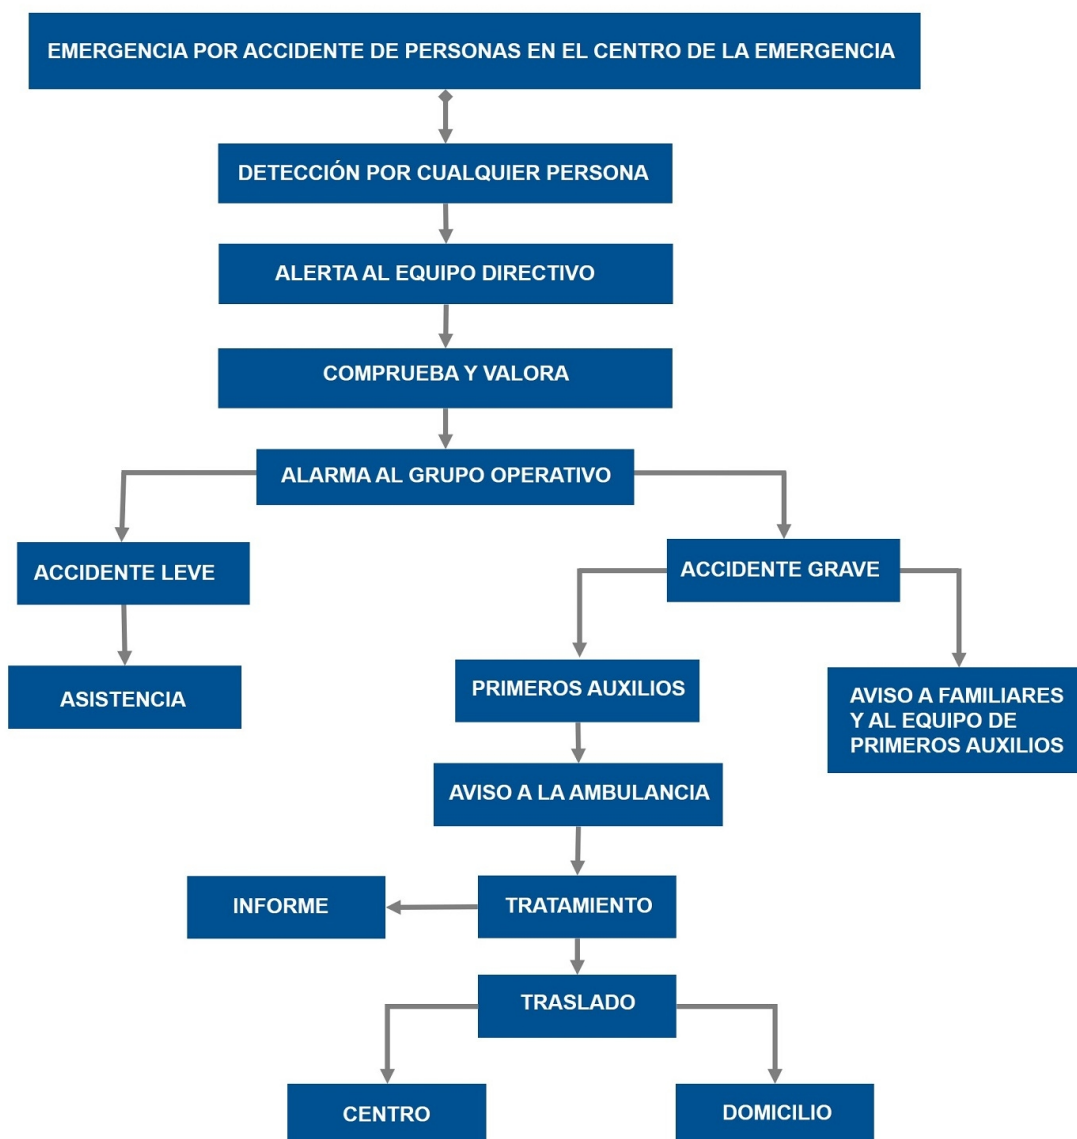 EMERGENCIA POR ACCIDENTE DE PERSONAS EN EL CENTRO DE LA EMERGENCIA
DETECCIÓN POR CUALQUIER PERSONA
ALERTA AL EQUIPO DIRECTIVO
COMPRUEBA Y VALORA
ALARMA AL GRUPO OPERATIVO
ACCIDENTE LEVE
ACCIDENTE GRAVE
ASISTENCIA
PRIMEROS AUXILIOS
AVISO A FAMILIARES
Y AL EQUIPO DE
PRIMEROS AUXILIOS
AVISO A LA AMBULANCIA
INFORME
TRATAMIENTO
TRASLADO
CENTRO
DOMICILIO